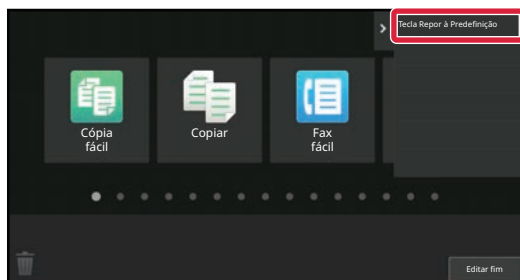 Tecla Repor à Predefinição
Cópia
fácil
Copiar
Fax
fácil
Editar fim